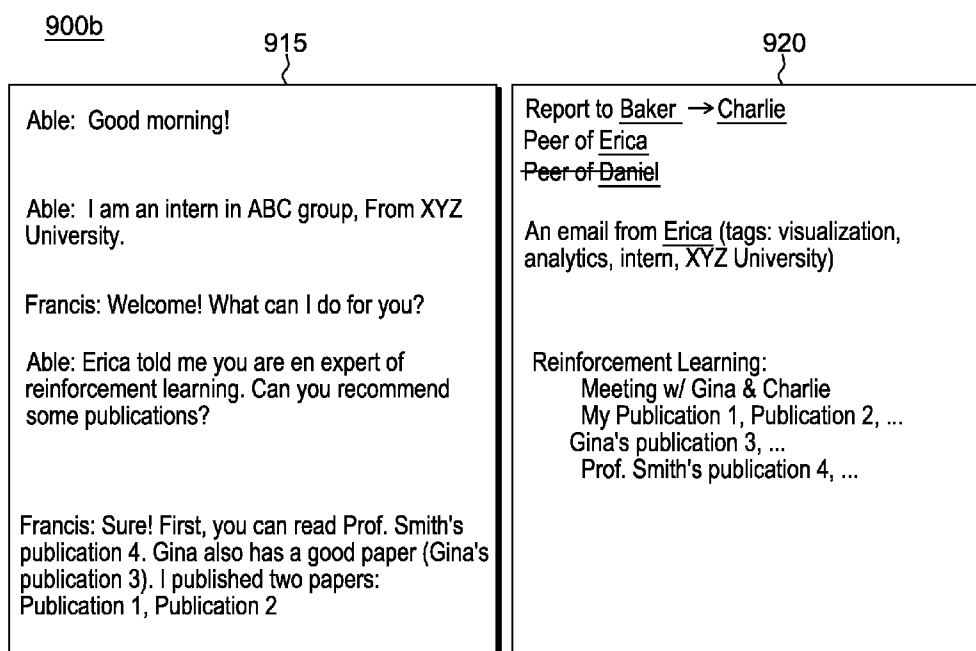 900b
915
Able: Good morning!
Able: I am an intern in ABC group, From XYZ
University.
Francis: Welcome! What can I do for you?
Able: Erica told me you are en expert of
reinforcement learning. Can you recommend
some publications?
Francis: Sure! First, you can read Prof. Smith's
publication 4. Gina also has a good paper (Gina's
publication 3). I published two papers:
Publication 1, Publication 2
920
Report to Baker → Charlie
Peer of Erica
Peer of Daniel
An email from Erica (tags: visualization,
analytics, intern, XYZ University)
Reinforcement Learning:
Meeting w/ Gina & Charlie
My Publication 1, Publication 2, ...
Gina's publication 3, ...
Prof. Smith's publication 4, ...